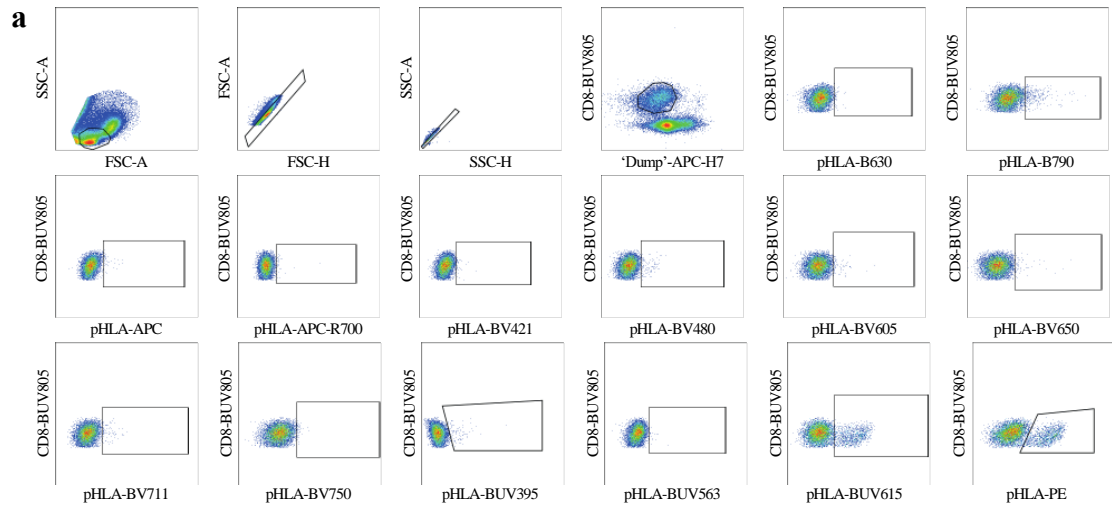 a
SSC-A
FSC-A
FSC-A
FSC-H
SSC-A
SSC-H
CD8-BUV805
'Dump'-APC-H7
CD8-BUV805
pHLA-B630
CD8-BUV805
pHLA-B790
CD8-BUV805
pHLA-APC
CD8-BUV805
pHLA-APC-R700
CD8-BUV805
pHLA-BV421
CD8-BUV805
pHLA-BV480
CD8-BUV805
pHLA-BV605
CD8-BUV805
pHLA-BV650
CD8-BUV805
pHLA-BV711
CD8-BUV805
pHLA-BV750
CD8-BUV805
pHLA-BUV395
CD8-BUV805
pHLA-BUV563
CD8-BUV805
pHLA-BUV615
CD8-BUV805
pHLA-PE